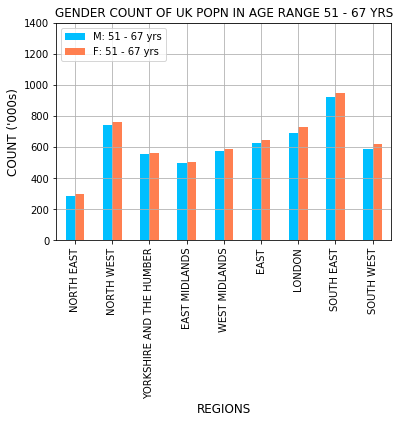 GENDER COUNT OF UK POPN IN AGE RANGE 51 - 67 YRS
M: 51 - 67 yrs
F: 51 - 67 yrs
COUNT ('000s)
1400
1200
1000
800
600
400
200
0
NORTH EAST
NORTH WEST
YORKSHIRE AND THE HUMBER
EAST MIDLANDS
WEST MIDLANDS
EAST
LONDON
SOUTH EAST
SOUTH WEST
REGIONS